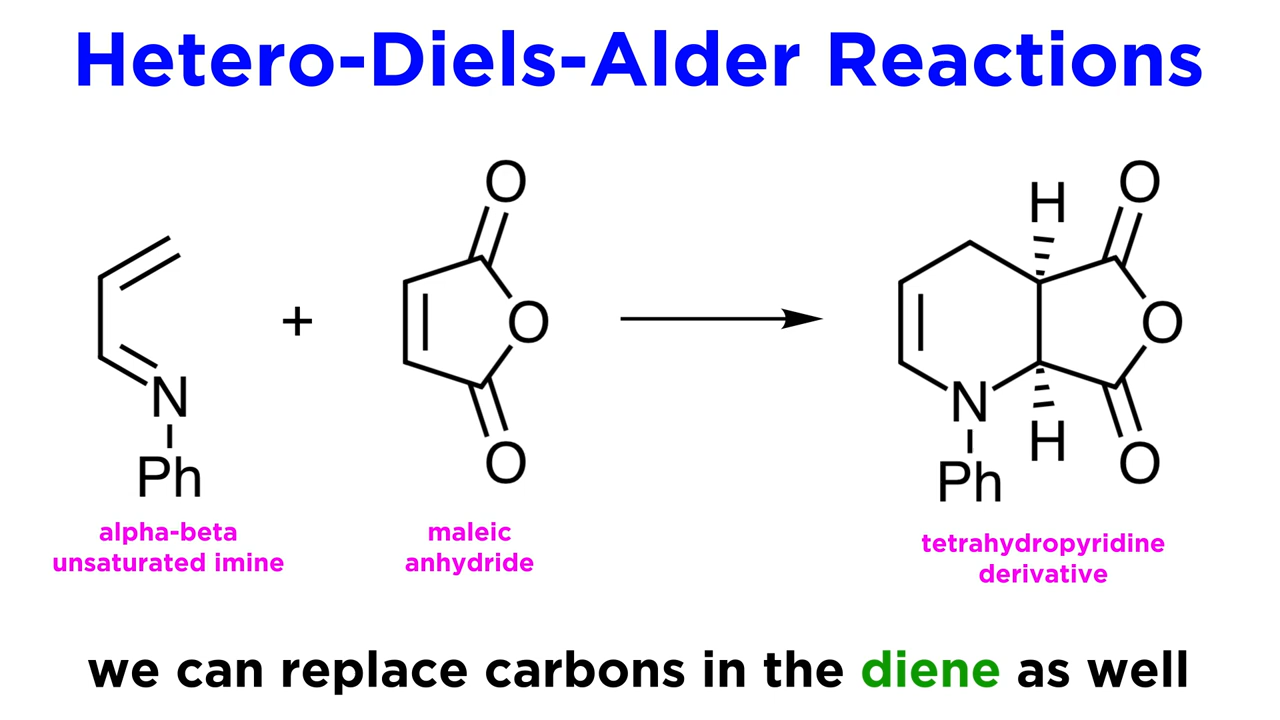 Hetero-Diels-Alder Reactions
O
O
O
N
Ph
+
O
O
O
H
N
H
Ph
alpha-beta
unsaturated imine
maleic
anhydride
tetrahydropyridine
derivative
we can replace carbons in the diene as well